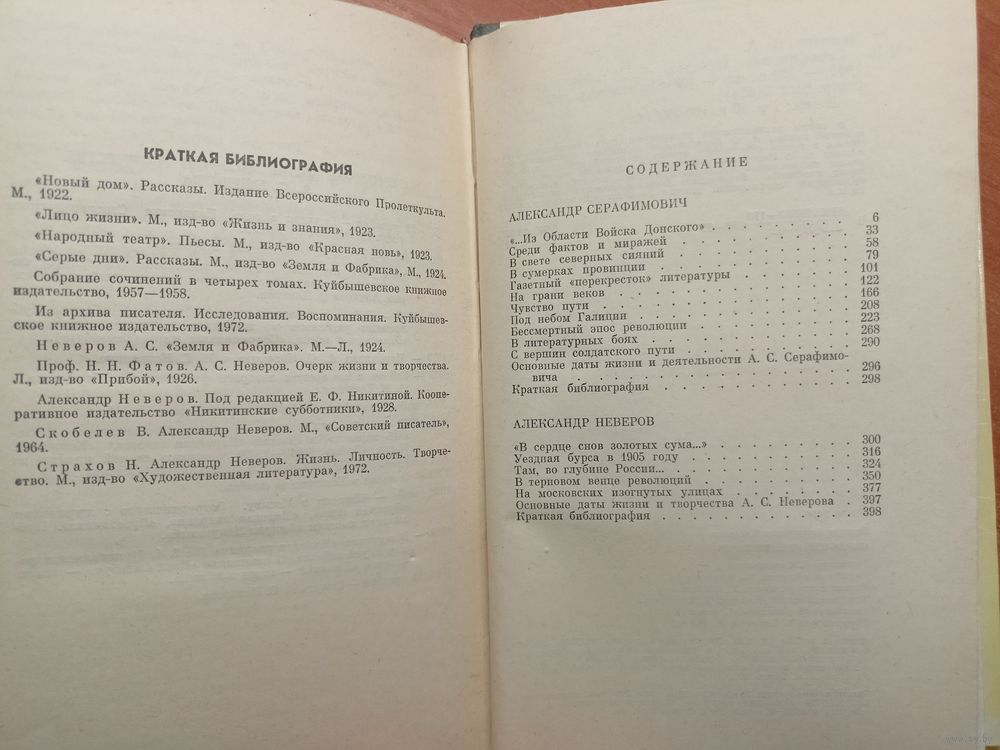 КРАТКАЯ БИБЛИОГРАФИЯ
«Новый дом». Рассказы. Издание Всероссийского Пролеткульта.
М., 1922.
«Лицо жизни». М., изд-во «Жизнь и знания», 1923.
«Народный театр». Пьесы. М., изд-во «Красная новь», 1923.
«Серые дни». Рассказы. М., изд-во «Земля и Фабрика», М., 1924.
Собрание сочинений в четырех томах. Куйбышевское книжное
издательство, 1957—1958.
Из архива писателя. Исследования. Воспоминания. Куйбышев-
ское книжное издательство, 1972.
Неверов А. С. «Земля и Фабрика». М.—Л., 1924.
Проф. Н. Н. Фатов. А. С. Неверов. Очерк жизни и творчества.
Л., изд-во «Прибой», 1926.
Александр Неверов. Под редакцией Е. Ф. Никитиной. Коопе-
ративное издательство «Никитинские субботники», 1928.
Скобелев В. Александр Неверов. М., «Советский писатель»,
1964.
Страхов Н. Александр Неверов. Жизнь. Личность. Творче-
ство. М., изд-во «Художественная литература», 1972.
СОДЕРЖАНИЕ
АЛЕКСАНДР СЕРАФИМОВИЧ
«...Из Области Войска Донского» . . . . . . . . 6
Среди фактов и миражей . . . . . . . . . . 33
В свете северных сияний . . . . . . . . . . 58
В сумерках провинции . . . . . . . . . . 79
Газетный «перекресток» литературы . . . . . . . 101
На грани веков . . . . . . . . . . . . 122
Чувство пути . . . . . . . . . . . . . 166
Под небом Галиции . . . . . . . . . . . 208
Бессмертный эпос революции . . . . . . . . 223
В литературных боях . . . . . . . . . . 268
С вершин солдатского пути . . . . . . . . . 290
Основные даты жизни и деятельности А. С. Серафимо-
вича . . . . . . . . . . . . . . 296
Краткая библиография . . . . . . . . . . 298
АЛЕКСАНДР НЕВЕРОВ
«В сердце снов золотых сума...» . . . . . . . . 300
Уездная бурса в 1905 году . . . . . . . . . 316
Там, во глубине России... . . . . . . . . . 324
В терновом венце революций . . . . . . . . 350
На московских изогнутых улицах . . . . . . . 377
Основные даты жизни и творчества А. С. Неверова . 397
Краткая библиография . . . . . . . . . . 398